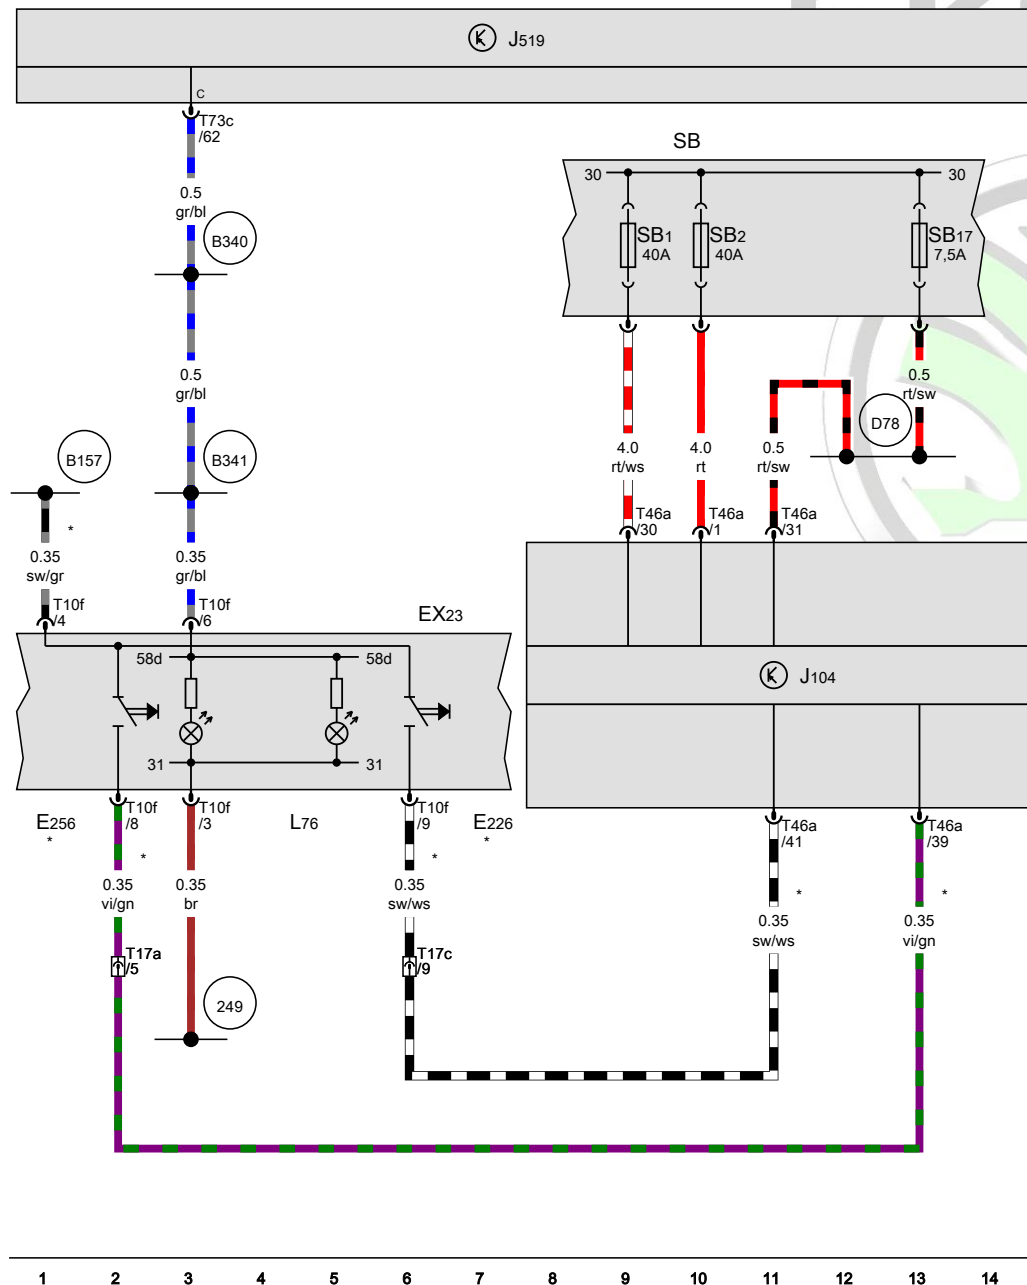 J519
C
T73c
/62
0.5
gr/bl
B340
0.5
gr/bl
B157
B341
*
0.35
sw/gr
0.35
gr/bl
T10f
/4
T10f
/6
SB
30
30
SB1
40A
SB2
40A
SB17
7,5A
0.5
rt/sw
D78
4.0
rt/ws
4.0
rt
0.5
rt/sw
T46a
/30
T46a
/1
T46a
/31
EX23
58d
58d
31
31
J104
T10f
/8
T10f
/3
T10f
/9
E256
*
L76
E226
*
*
*
0.35
vi/gn
0.35
br
0.35
sw/ws
T17a
/5
T17c
/9
249
T46a
/41
T46a
/39
*
*
0.35
sw/ws
0.35
vi/gn
1 2 3 4 5 6 7 8 9 10 11 12 13 14